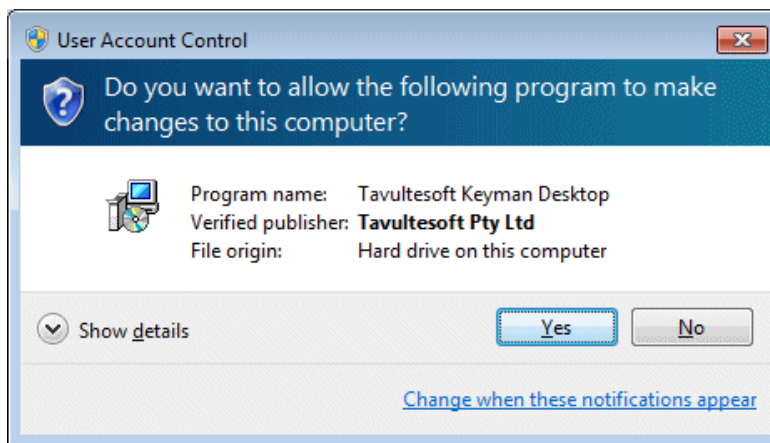 User Account Control
Do you want to allow the following program to make
changes to this computer?
Program name: Tavultesoft Keyman Desktop
Verified publisher: Tavultesoft Pty Ltd
File origin: Hard drive on this computer
Show details
Yes
No
Change when these notifications appear